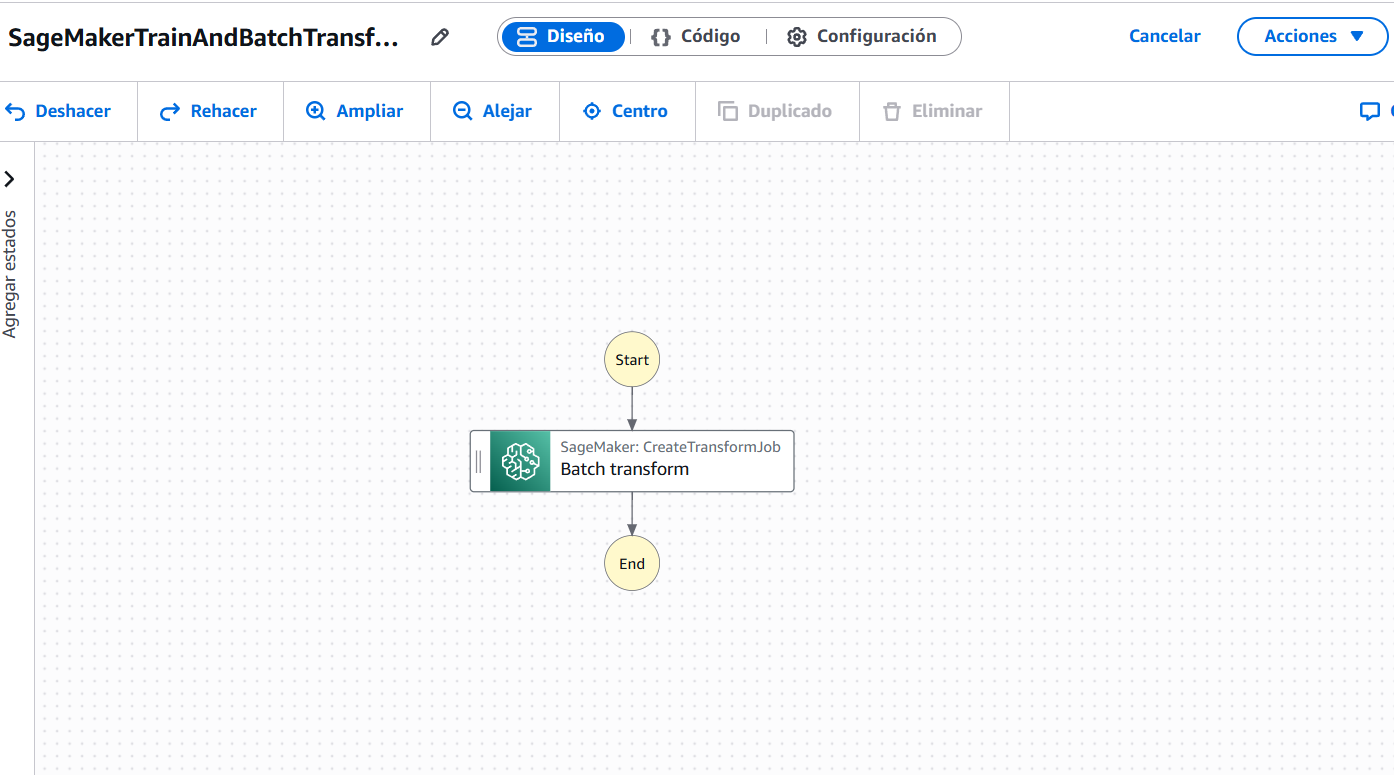 SageMakerTrainAndBatchTransf...
Diseño
Código
Configuración
Cancelar
Acciones
Deshacer
Rehacer
Ampliar
Alejar
Centro
Duplicado
Eliminar
Agregar estados
Start
SageMaker: CreateTransformJob
Batch transform
End